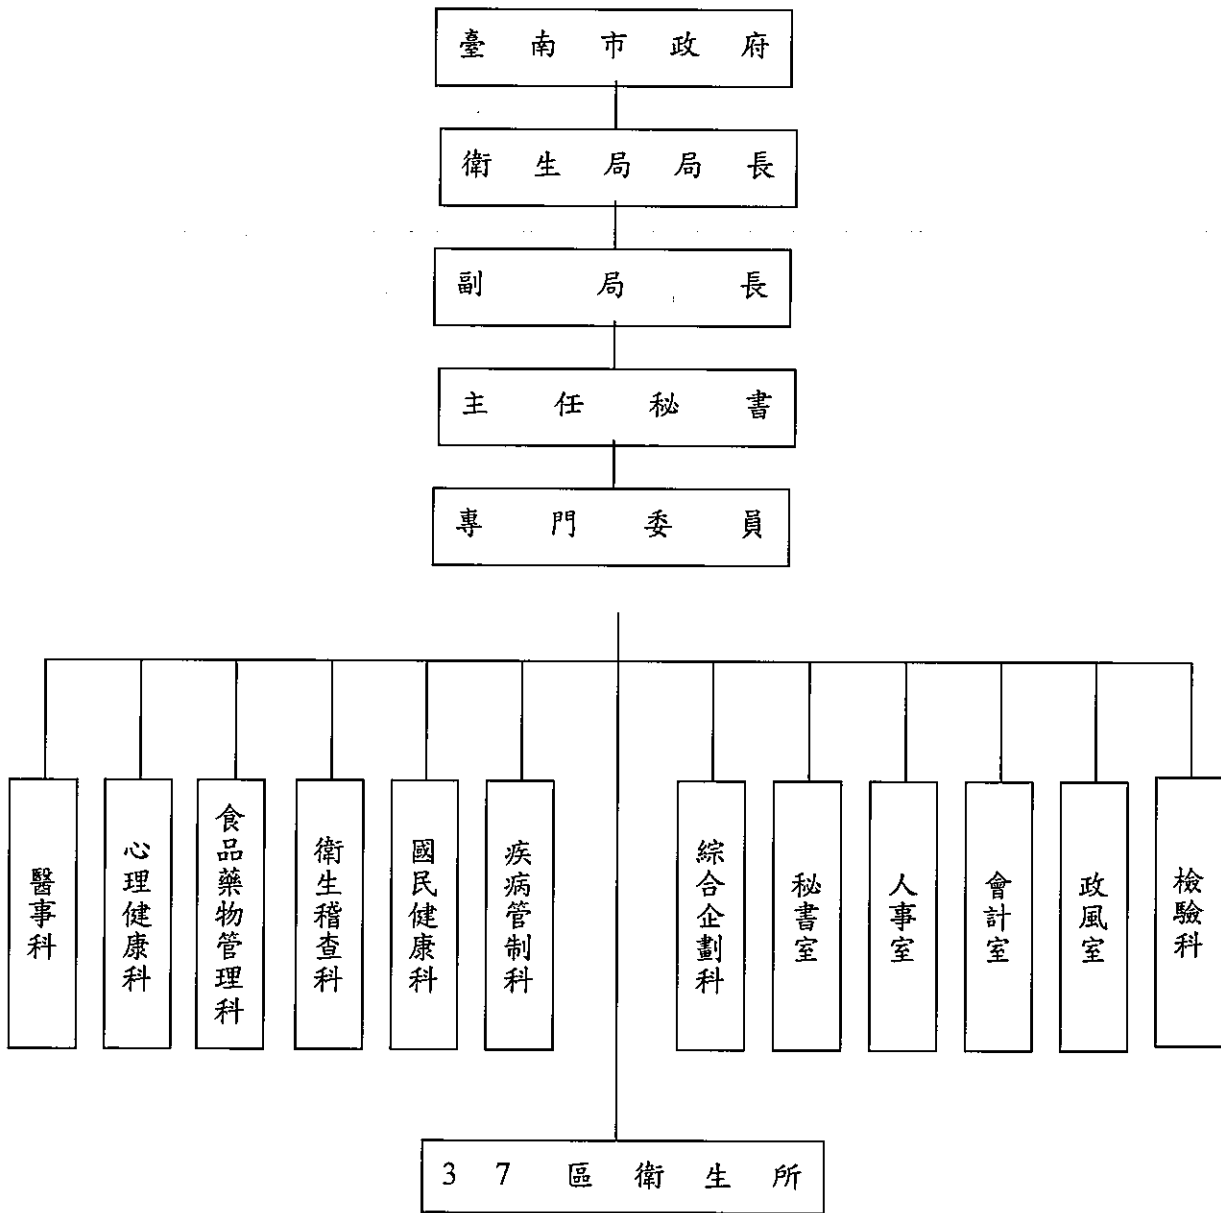 臺南市政府
衛生局局長
副局長
主任秘書
專門委員
醫事科
心理健康科
食品藥物管理科
衛生稽查科
國民健康科
疾病管制科
綜合企劃科
秘書室
人事室
會計室
政風室
檢驗科
37區衛生所